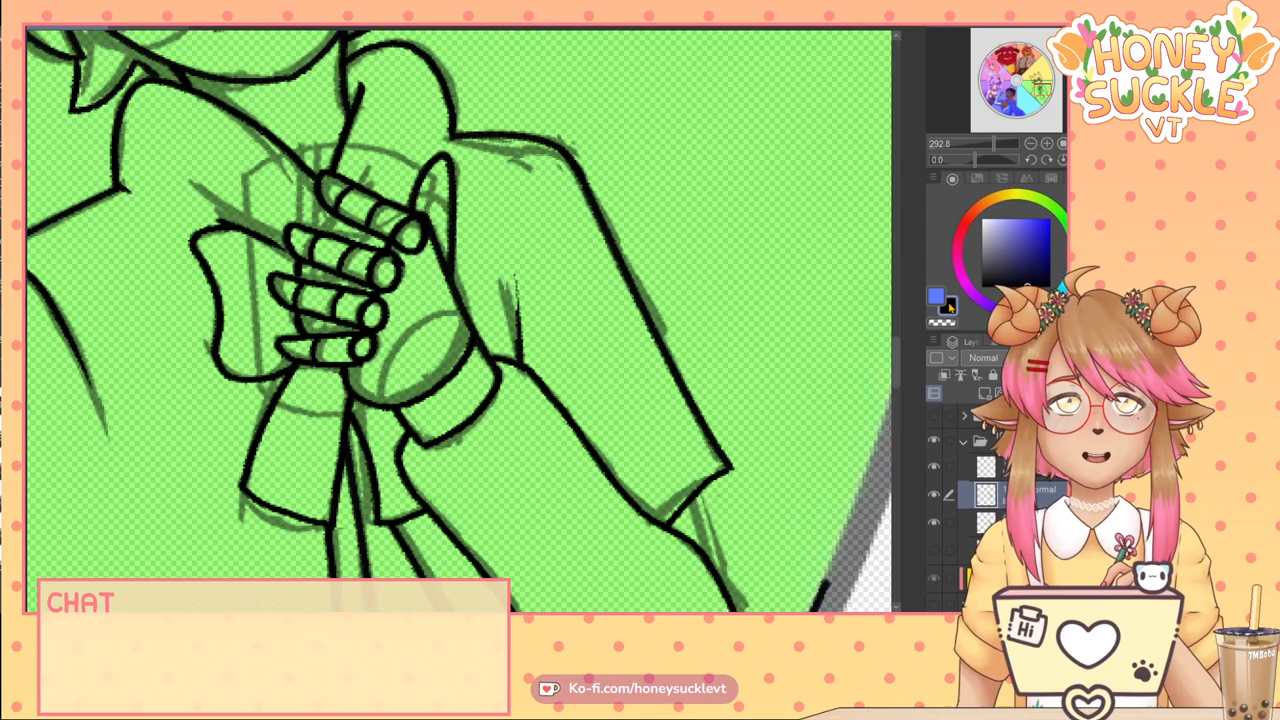 HONEY
SUCKLE
VT
292.8
0.0
Normal
CHAT
Hi
Ko-fi.com/honeysucklevt